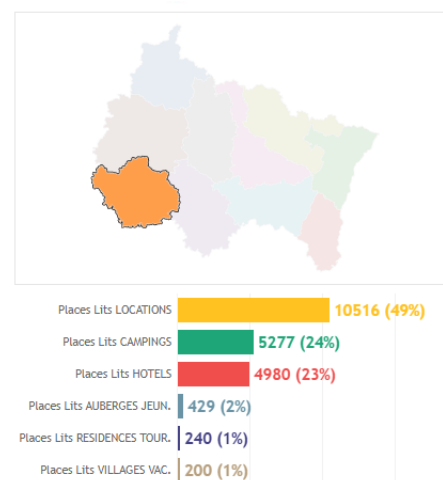 Places Lits LOCATIONS 10516 (49%)
Places Lits CAMPINGS 5277 (24%)
Places Lits HOTELS 4980 (23%)
Places Lits AUBERGES JEUN. 429 (2%)
Places Lits RESIDENCES TOUR. 240 (1%)
Places Lits VILLAGES VAC. 200 (1%)